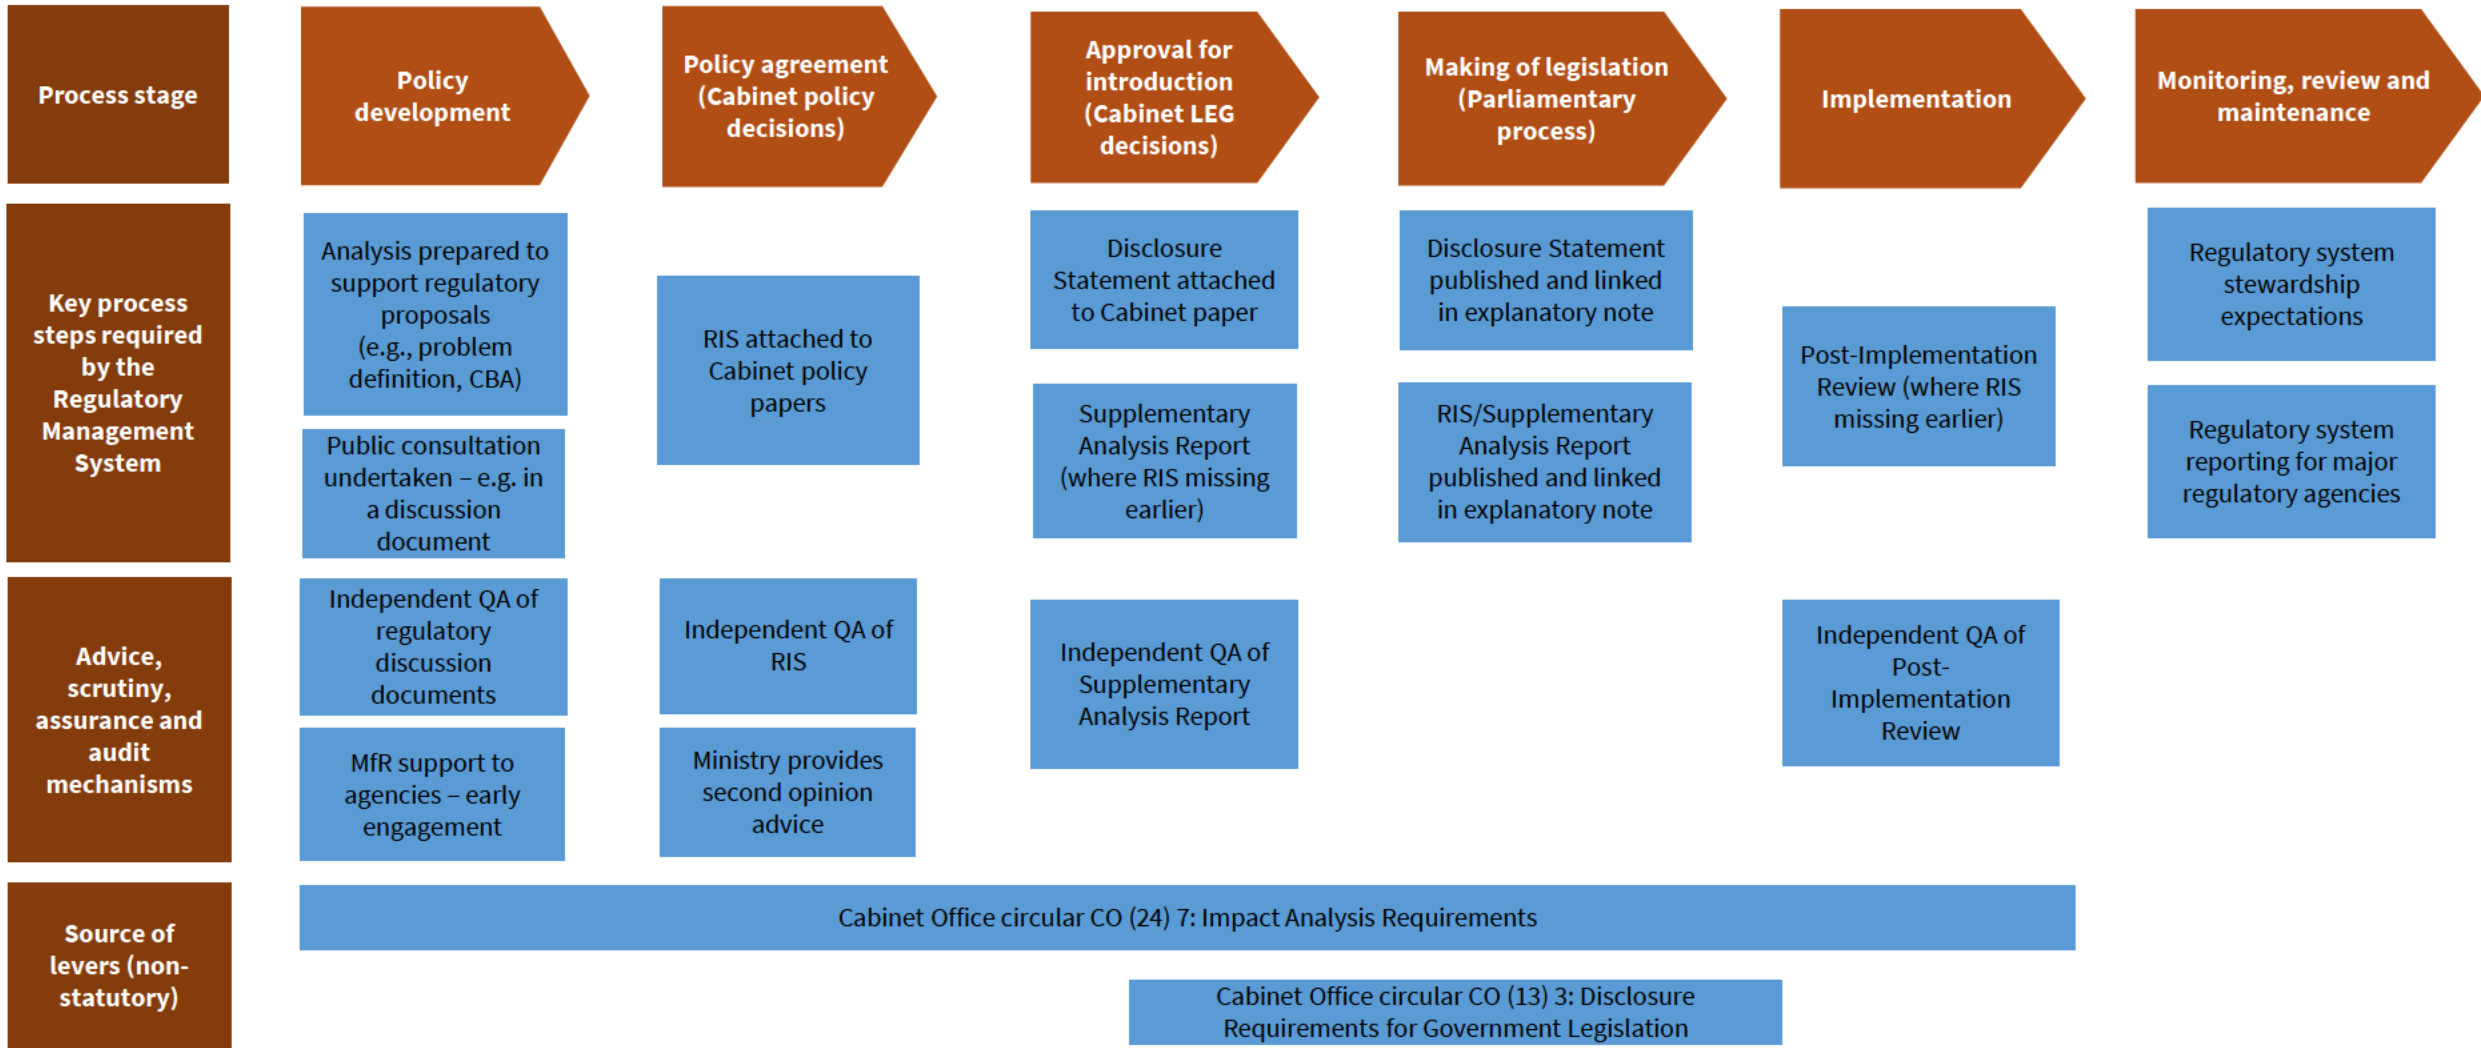 Process stage
Policy
development
Policy agreement
(Cabinet policy
decisions)
Approval for
introduction
(Cabinet LEG
decisions)
Making of legislation
(Parliamentary
process)
Implementation
Monitoring, review and
maintenance
Key process
steps required
by the
Regulatory
Management
System
Analysis prepared to
support regulatory
proposals
(e.g., problem
definition, CBA)
Public consultation
undertaken – e.g. in
a discussion
document
RIS attached to
Cabinet policy
papers
Disclosure
Statement attached
to Cabinet paper
Supplementary
Analysis Report
(where RIS missing
earlier)
Disclosure Statement
published and linked
in explanatory note
RIS/Supplementary
Analysis Report
published and linked
in explanatory note
Post-Implementation
Review (where RIS
missing earlier)
Regulatory system
stewardship
expectations
Regulatory system
reporting for major
regulatory agencies
Advice,
scrutiny,
assurance and
audit
mechanisms
Independent QA of
regulatory
discussion
documents
MfR support to
agencies – early
engagement
Independent QA of
RIS
Ministry provides
second opinion
advice
Independent QA of
Supplementary
Analysis Report
Independent QA of
Post-
Implementation
Review
Source of
levers (non-
statutory)
Cabinet Office circular CO (24) 7: Impact Analysis Requirements
Cabinet Office circular CO (13) 3: Disclosure
Requirements for Government Legislation